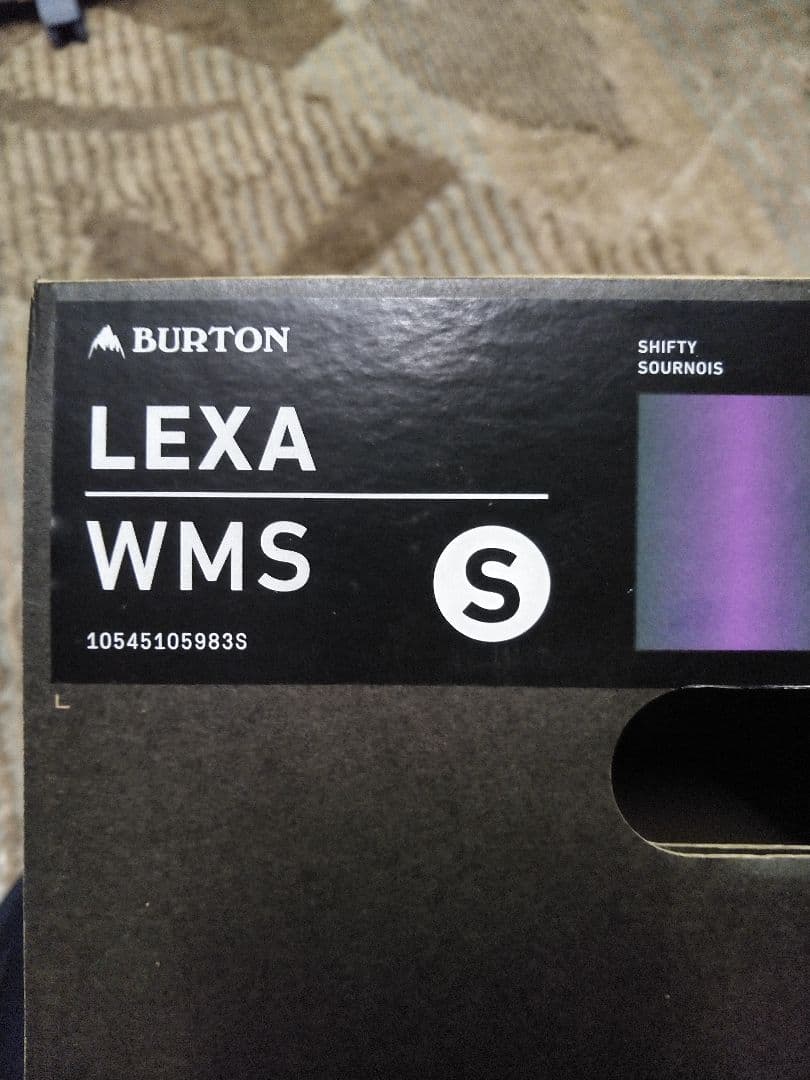 BURTON
LEXA
WMS
S
10545105983S
SHIFTY
SOURNOIS